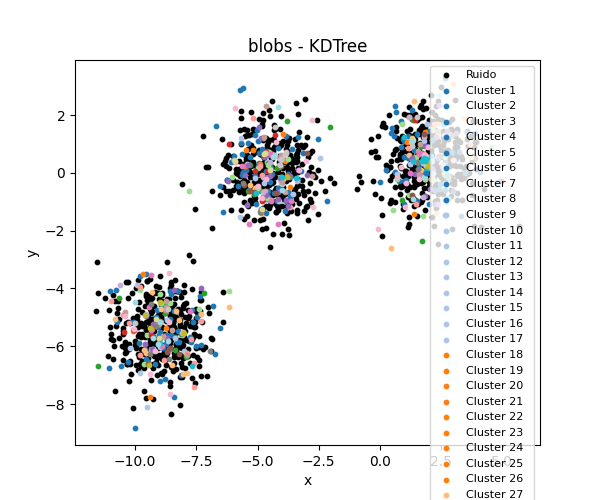 blobs - KDTree
Ruido
Cluster 1
Cluster 2
Cluster 3
Cluster 4
Cluster 5
Cluster 6
Cluster 7
Cluster 8
Cluster 9
Cluster 10
Cluster 11
Cluster 12
Cluster 13
Cluster 14
Cluster 15
Cluster 16
Cluster 17
Cluster 18
Cluster 19
Cluster 20
Cluster 21
Cluster 22
Cluster 23
Cluster 24
Cluster 25
Cluster 26
Cluster 27
2
0
−2
−4
−6
−8
y
−10.0 −7.5 −5.0 −2.5 0.0 2.5 5.0
x